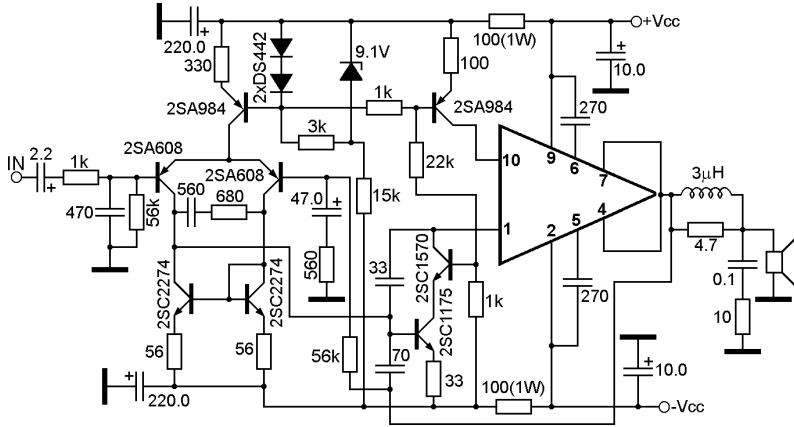 220.0
330
2xDS442
9.1V
100
100(1W)
+Vcc
10.0
2SA984
1k
2SA984
270
3k
10
9
6
7
3μH
IN
2.2
1k
2SA608
2SA608
22k
470
56k
560
680
47.0
15k
1
2
5
4
4.7
560
33
2SC1570
1k
270
0.1
2SC2274
2SC2274
2SC1175
10
56
56
56k
70
33
10.0
220.0
100(1W)
-Vcc